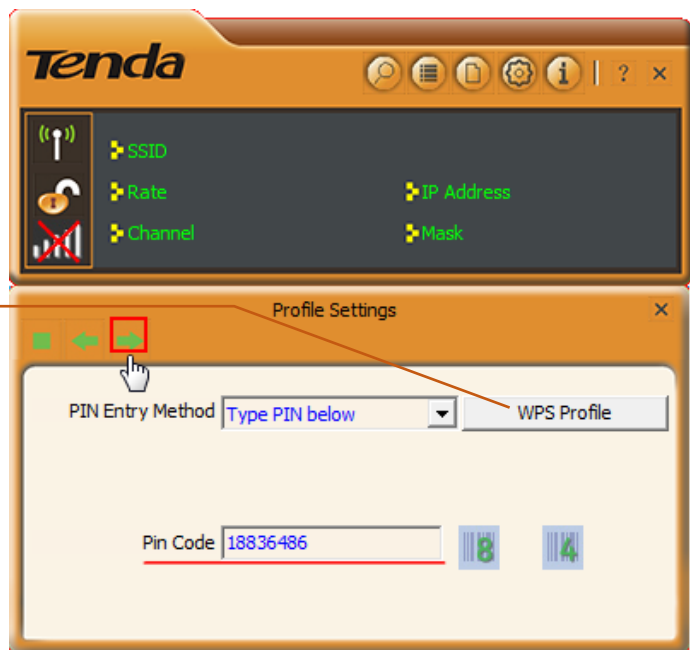 Tenda
i | ? ×
SSID
Rate IP Address
Channel Mask
Profile Settings ×
PIN Entry Method Type PIN below WPS Profile
Pin Code 18836486 8 4